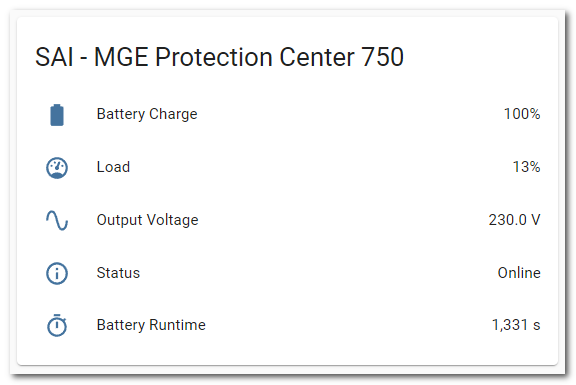 SAI - MGE Protection Center 750
Battery Charge 100%
Load 13%
Output Voltage 230.0 V
Status Online
Battery Runtime 1,331 s